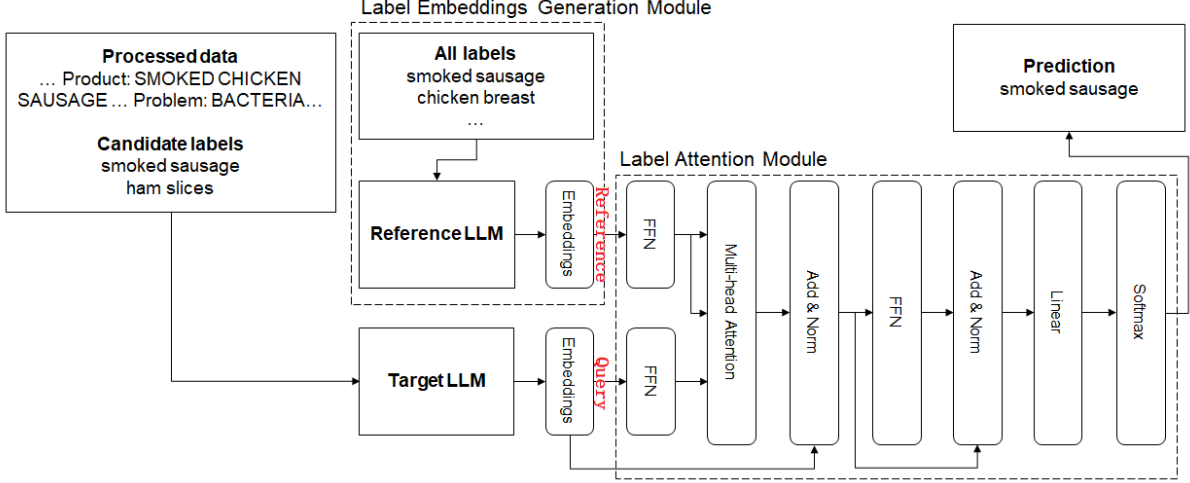 Label Embeddings Generation Module
Processed data
… Product: SMOKED CHICKEN
SAUSAGE … Problem: BACTERIA…
Candidate labels
smoked sausage
ham slices
All labels
smoked sausage
chicken breast
…
Prediction
smoked sausage
Label Attention Module
Reference LLM
Embeddings
Reference
FFN
Multi-head Attention
Add & Norm
FFN
Add & Norm
Linear
Softmax
Target LLM
Embeddings
Query
FFN